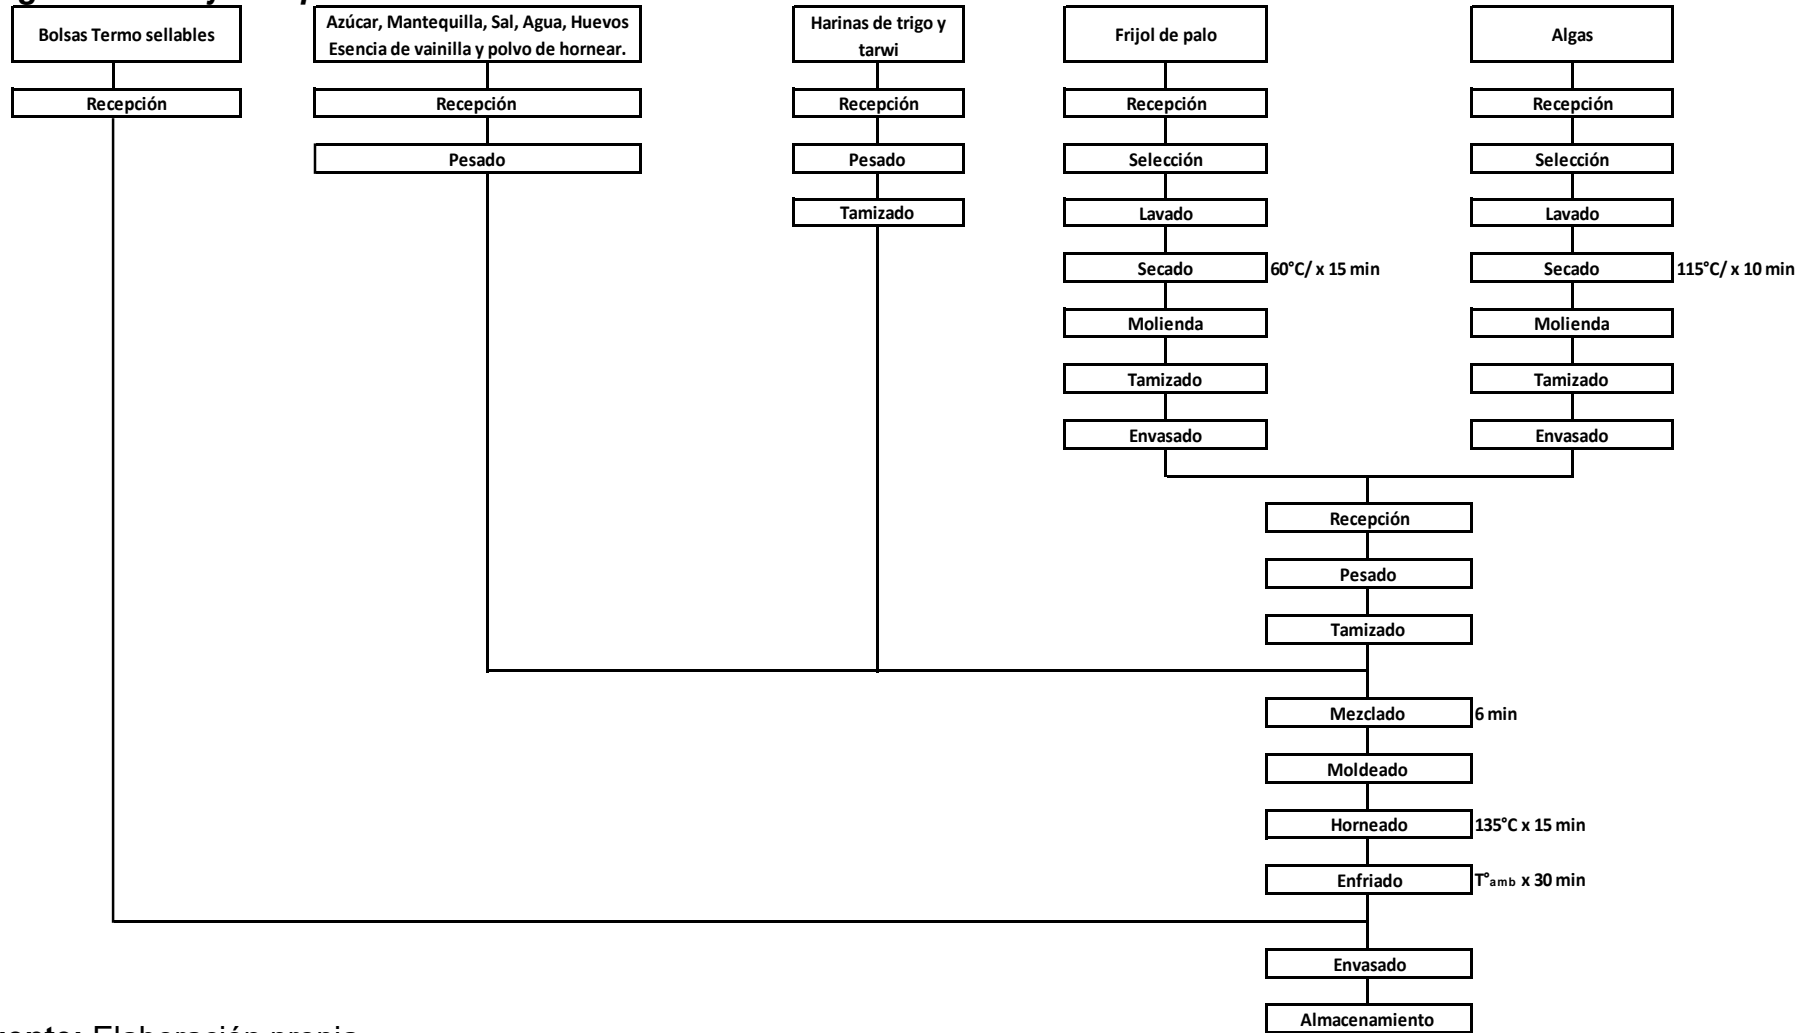 Bolsas Termo sellables
Azúcar, Mantequilla, Sal, Agua, Huevos
Esencia de vainilla y polvo de hornear.
Harinas de trigo y
tarwi
Frijol de palo
Algas
Recepción
Recepción
Recepción
Recepción
Recepción
Pesado
Pesado
Selección
Selección
Tamizado
Lavado
Lavado
Secado
60°C/ x 15 min
Secado
115°C/ x 10 min
Molienda
Molienda
Tamizado
Tamizado
Envasado
Envasado
Recepción
Pesado
Tamizado
Mezclado
6 min
Moldeado
Horneado
135°C x 15 min
Enfriado
T°amb x 30 min
Envasado
Almacenamiento
Elaboración propia